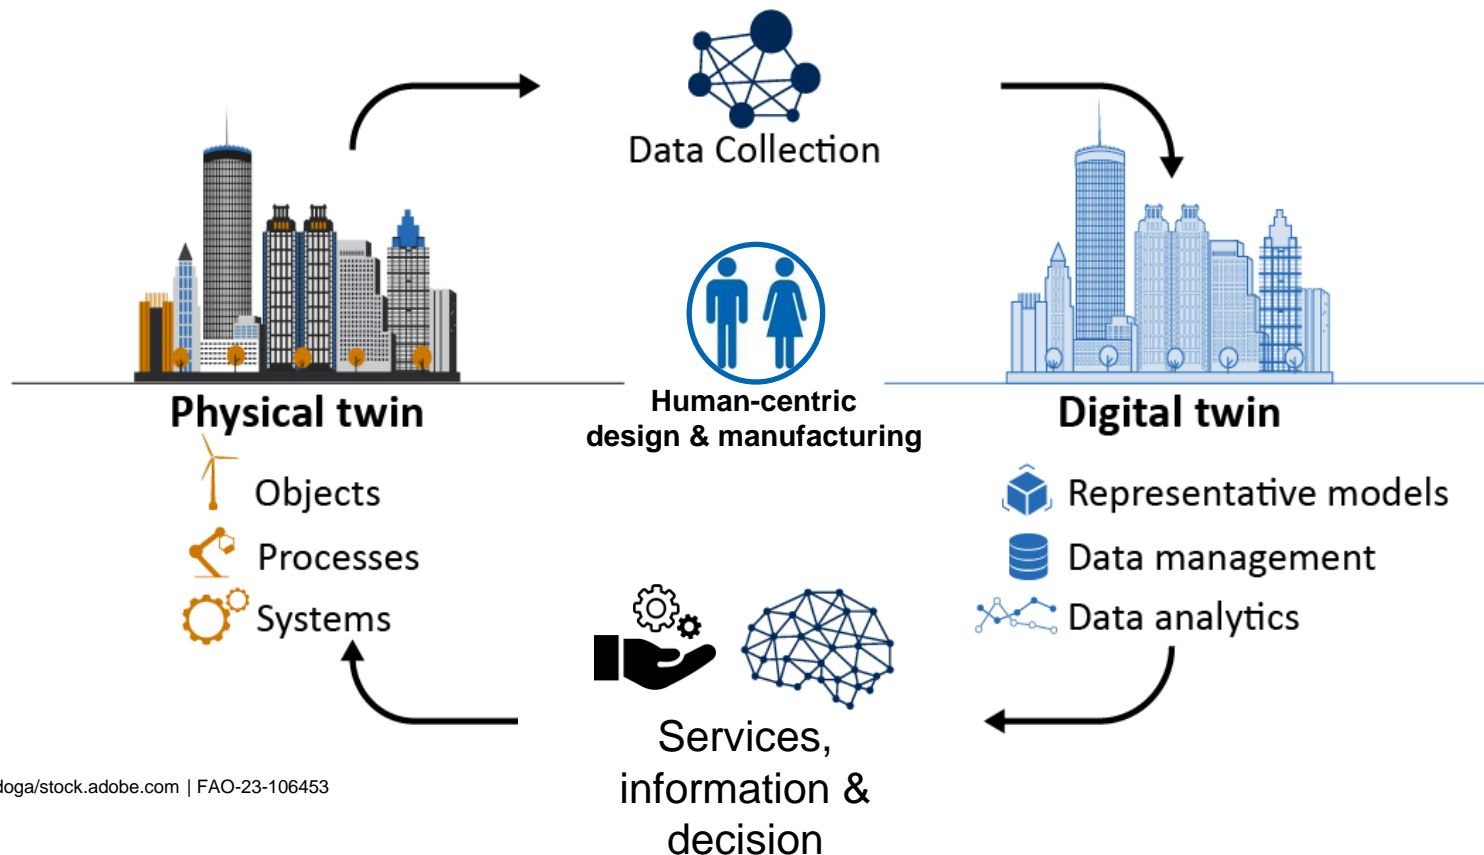 Data Collection
Human-centric
design & manufacturing
Physical twin
Digital twin
Objects
Processes
Systems
Representative models
Data management
Data analytics
Services,
information &
decision
doga/stock.adobe.com | FAO-23-106453